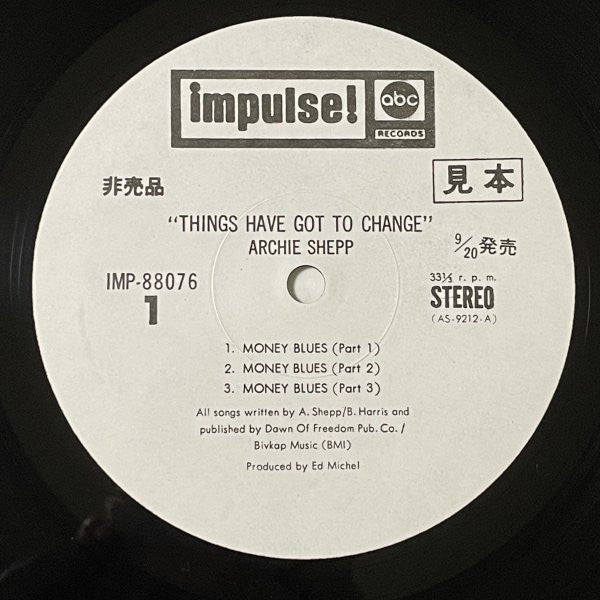 impulse! abc
RECORDS
非売品
見本
"THINGS HAVE GOT TO CHANGE"
ARCHIE SHEPP
9/20発売
IMP-88076
1
33⅓ r. p. m.
STEREO
(AS-9212-A)
1. MONEY BLUES (Part 1)
2. MONEY BLUES (Part 2)
3. MONEY BLUES (Part 3)
All songs written by A. Shepp/B. Harris and
published by Dawn Of Freedom Pub. Co. /
Bivkap Music (BMI)
Produced by Ed Michel